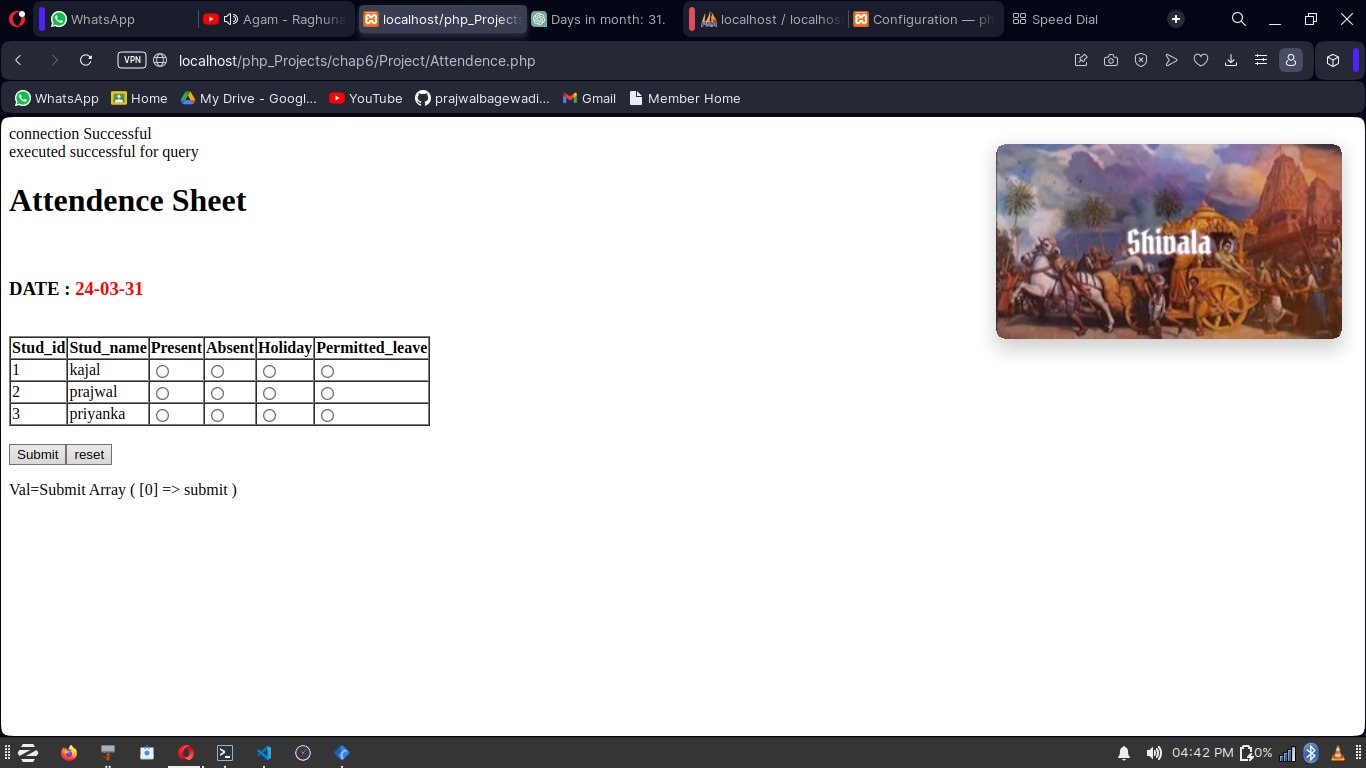 WhatsApp
Agam - Raghuna
localhost/php_Projects
Days in month: 31.
localhost / localhos
Configuration — ph
Speed Dial
VPN
localhost/php_Projects/chap6/Project/Attendence.php
WhatsApp
Home
My Drive - Googl...
YouTube
prajwalbagewadi...
Gmail
Member Home
connection Successful
executed successful for query
Attendence Sheet
Shivala
DATE : 24-03-31
Stud_id Stud_name Present Absent Holiday Permitted_leave
1 kajal
2 prajwal
3 priyanka
Submit reset
Val=Submit Array ( [0] => submit )
04:42 PM 0%